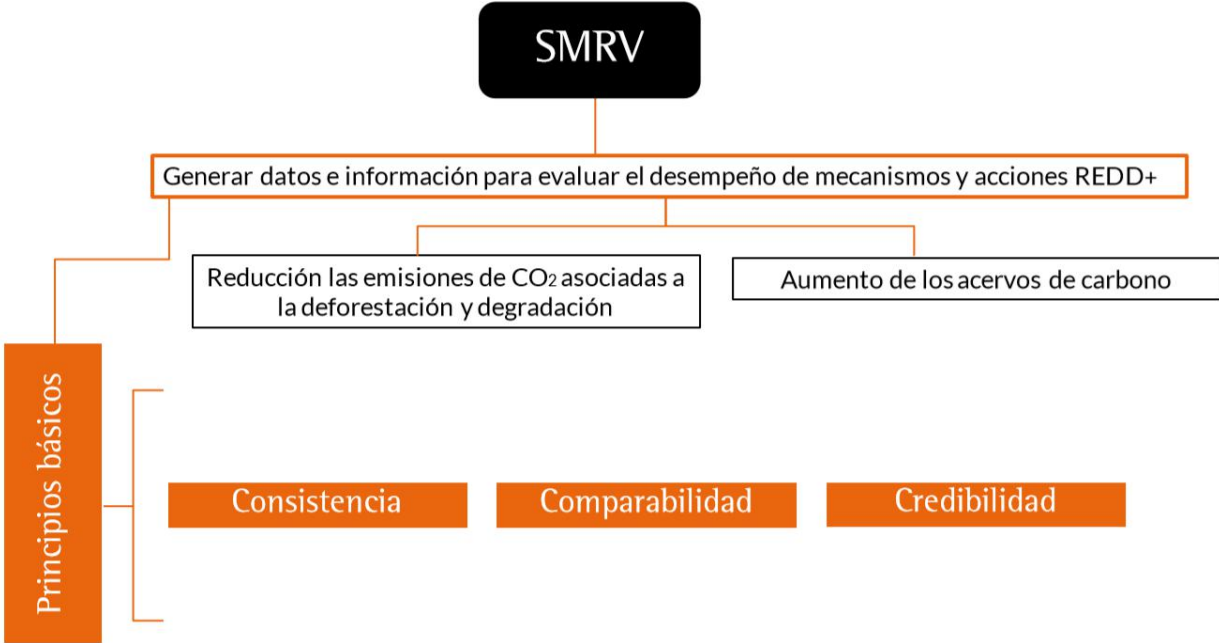 SMRV
Generar datos e información para evaluar el desempeño de mecanismos y acciones REDD+
Reducción las emisiones de CO2 asociadas a
la deforestación y degradación
Aumento de los acervos de carbono
Principios básicos
Consistencia
Comparabilidad
Credibilidad